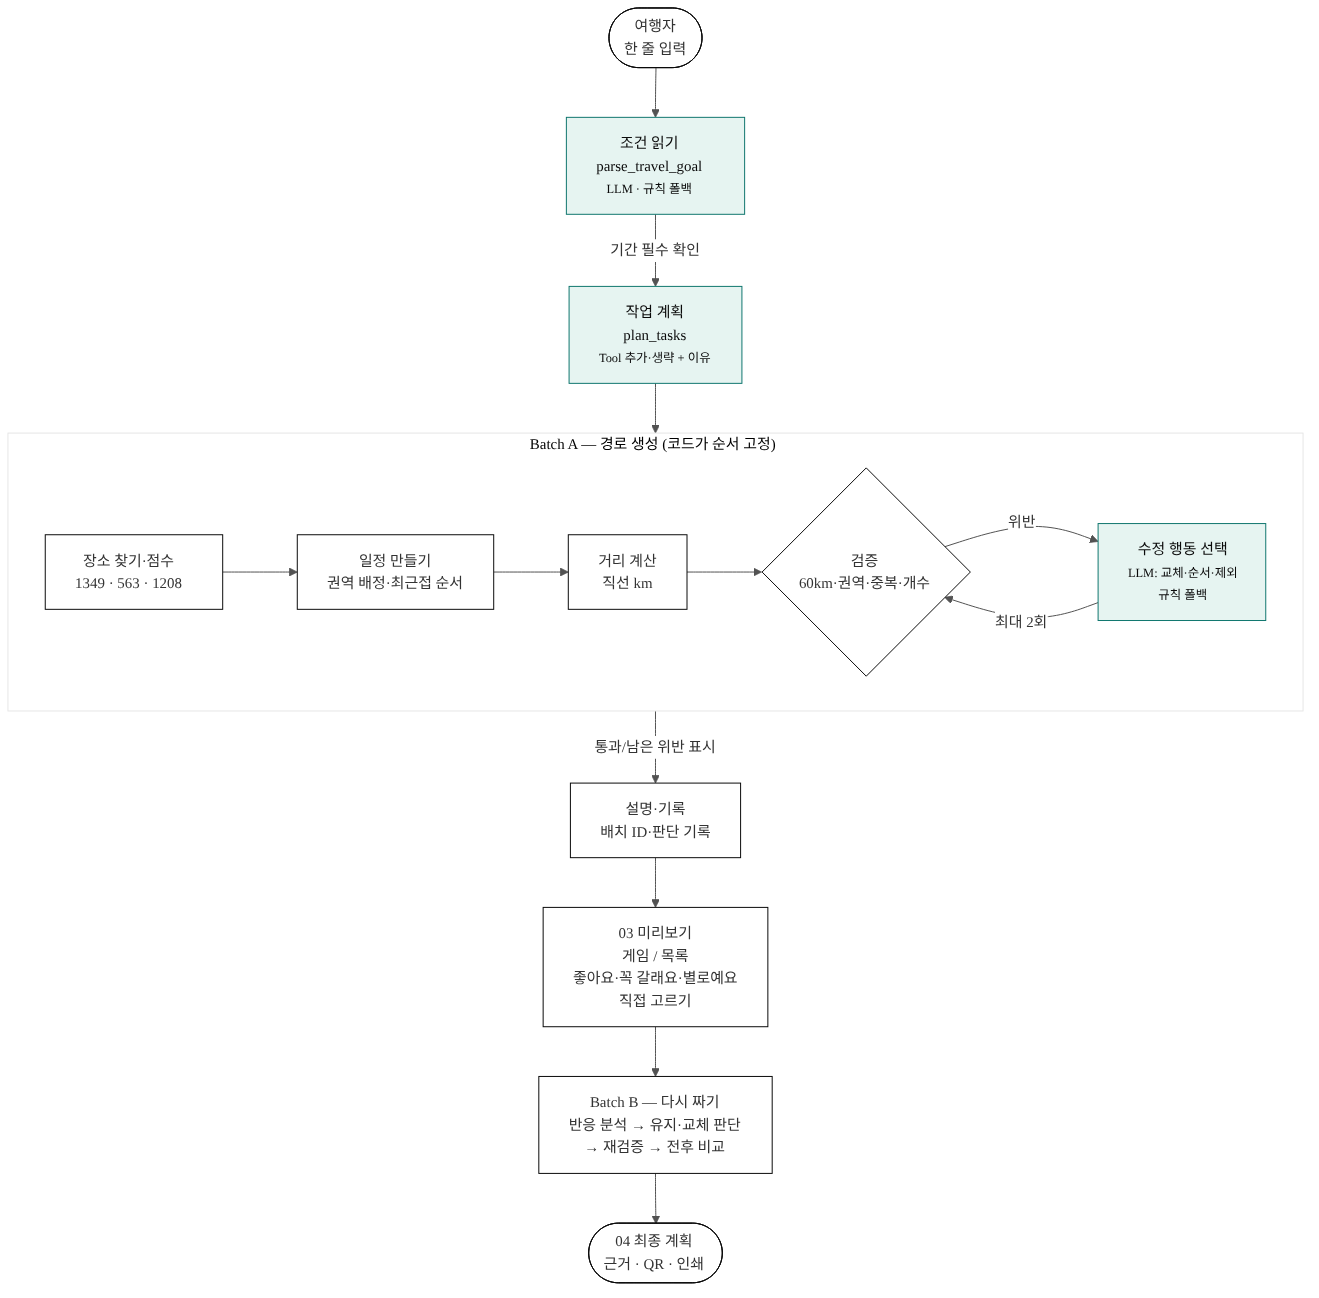 여행자
한 줄 입력
조건 읽기
parse_travel_goal
LLM · 규칙 폴백
기간 필수 확인
작업 계획
plan_tasks
Tool 추가·생략 + 이유
Batch A — 경로 생성 (코드가 순서 고정)
장소 찾기·점수
1349 · 563 · 1208
일정 만들기
권역 배정·최근접 순서
거리 계산
직선 km
검증
60km·권역·중복·개수
위반
수정 행동 선택
LLM: 교체·순서·제외
규칙 폴백
최대 2회
통과/남은 위반 표시
설명·기록
배치 ID·판단 기록
03 미리보기
게임 / 목록
좋아요·꼭 갈래요·별로예요
직접 고르기
Batch B — 다시 짜기
반응 분석 → 유지·교체 판단
→ 재검증 → 전후 비교
04 최종 계획
근거 · QR · 인쇄